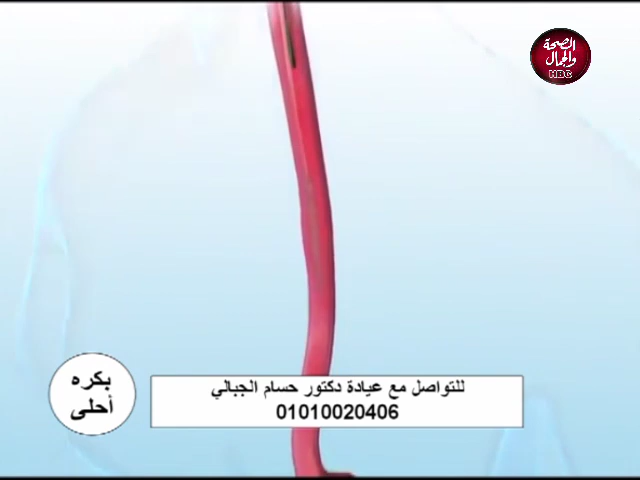 الصحة
والجمال
HBC
بكره
أحلى
للتواصل مع عيادة دكتور حسام الجبالي
01010020406